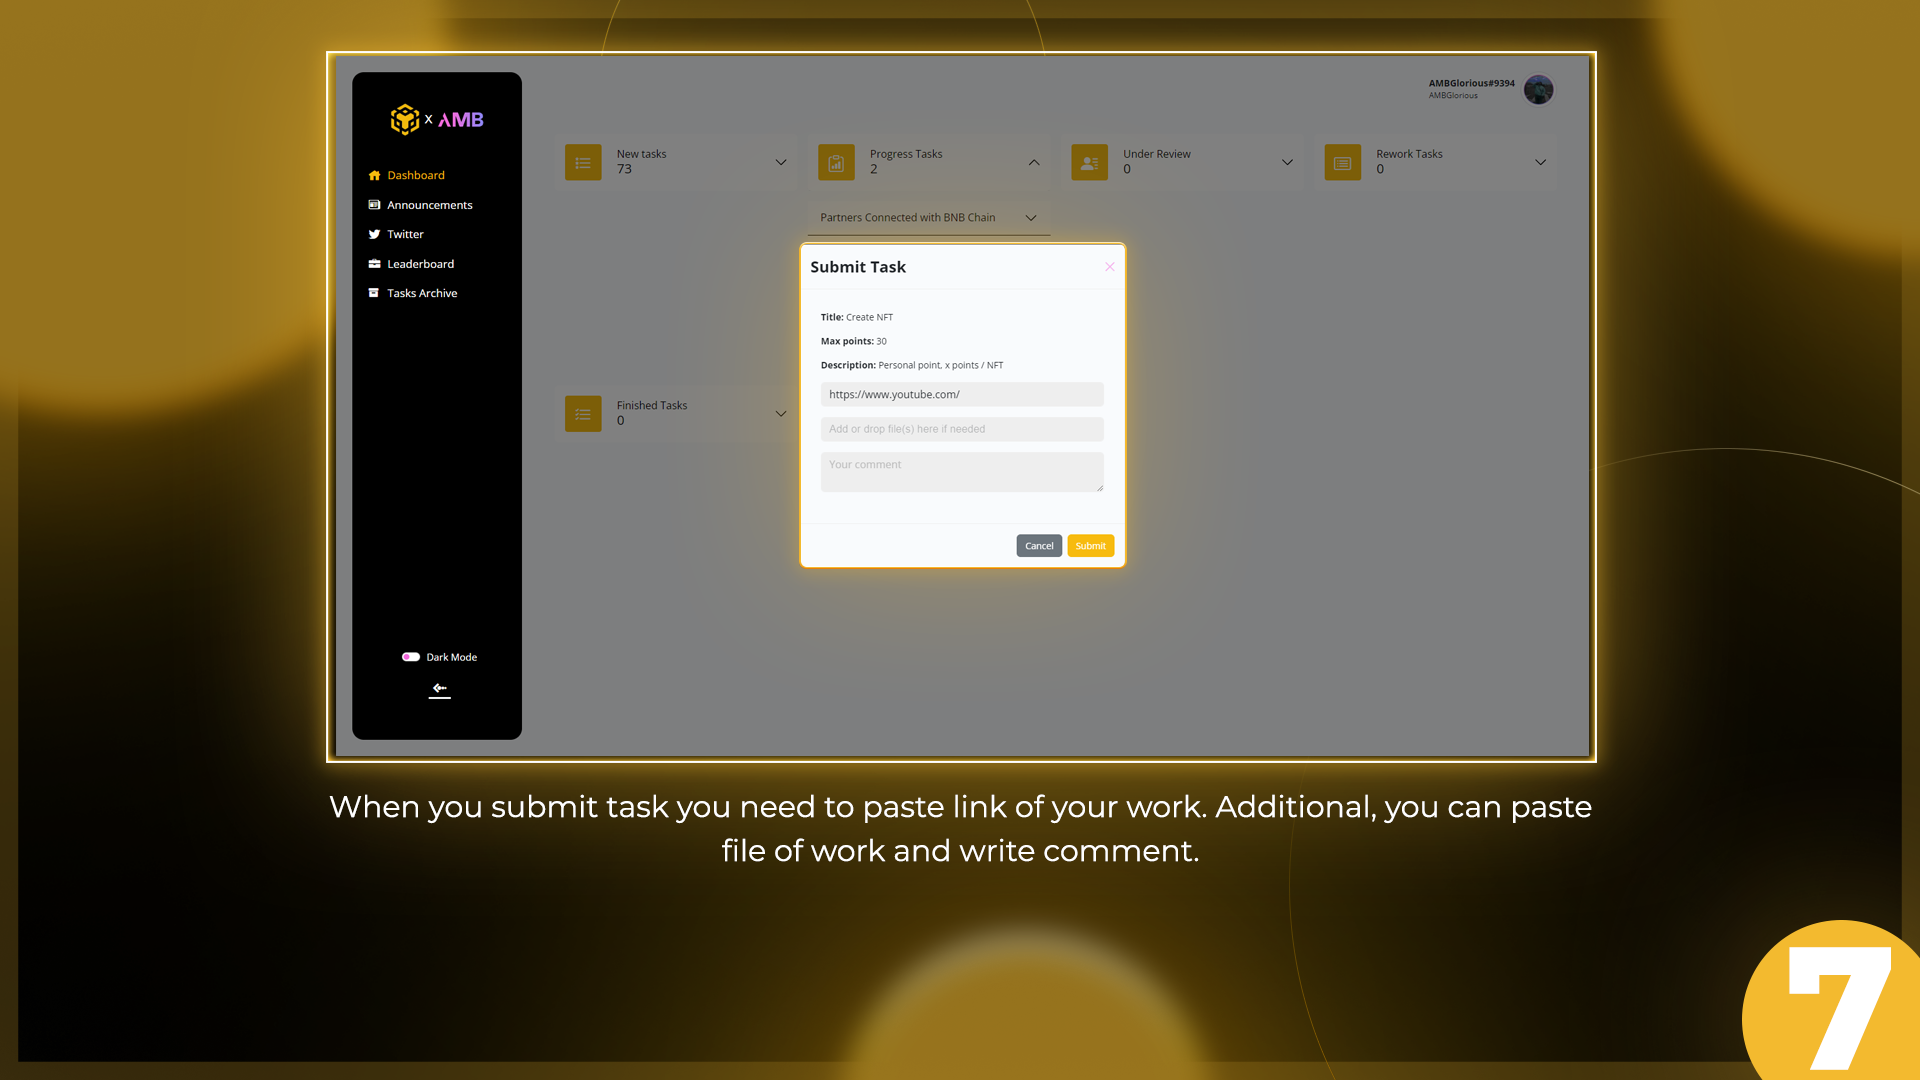 x AMB
Dashboard
Announcements
Twitter
Leaderboard
Tasks Archive
Dark Mode
AMBGlorious#9394
AMBGlorious
New tasks
73
Progress Tasks
2
Under Review
0
Rework Tasks
0
Partners Connected with BNB Chain
Finished Tasks
0
Submit Task
Title: Create NFT
Max points: 30
Description: Personal point, x points / NFT
https://www.youtube.com/
Add or drop file(s) here if needed
Your comment
Cancel
Submit
When you submit task you need to paste link of your work. Additional, you can paste
file of work and write comment.
7